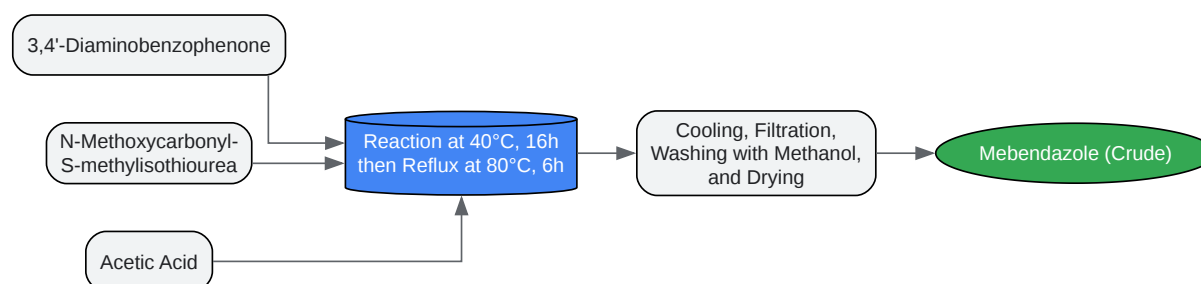 3,4'-Diaminobenzophenone
N-Methoxycarbonyl-
S-methylisothiourea
Acetic Acid
Reaction at 40°C, 16h
then Reflux at 80°C, 6h
Cooling, Filtration,
Washing with Methanol,
and Drying
Mebendazole (Crude)